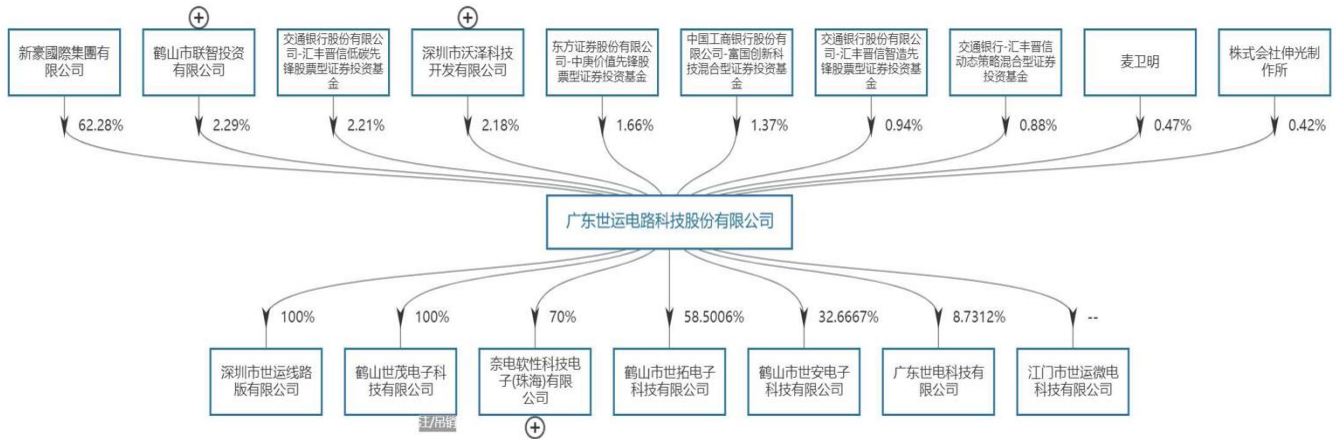 新豪國際集團有
限公司
鹤山市联智投资
有限公司
交通银行股份有限公
司-汇丰晋信低碳先
锋股票型证券投资基
金
深圳市沃泽科技
开发有限公司
东方证券股份有限公
司-中庚价值先锋股
票型证券投资基金
中国工商银行股份有
限公司-富国创新科
技混合型证券投资基
金
交通银行股份有限公
司-汇丰晋信智造先
锋股票型证券投资基
金
交通银行-汇丰晋信
动态策略混合型证券
投资基金
麦卫明
株式会社伸光制
作所
62.28%
2.29%
2.21%
2.18%
1.66%
1.37%
0.94%
0.88%
0.47%
0.42%
广东世运电路科技股份有限公司
100%
100%
70%
58.5006%
32.6667%
8.7312%
--
深圳市世运线路
版有限公司
鹤山世茂电子科
技有限公司
注/吊销
奈电软性科技电
子(珠海)有限
公司
鹤山市世拓电子
科技有限公司
鹤山市世安电子
科技有限公司
广东世电科技有
限公司
江门市世运微电
科技有限公司